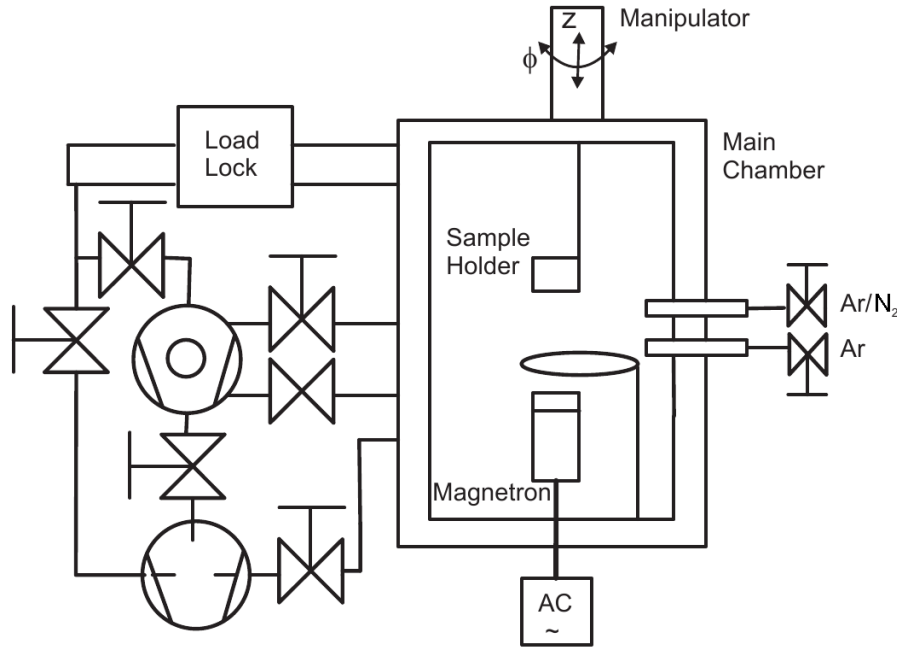 Z
Manipulator
ϕ
Load
Lock
Main
Chamber
Sample
Holder
Ar/N₂
Ar
Magnetron
AC
~